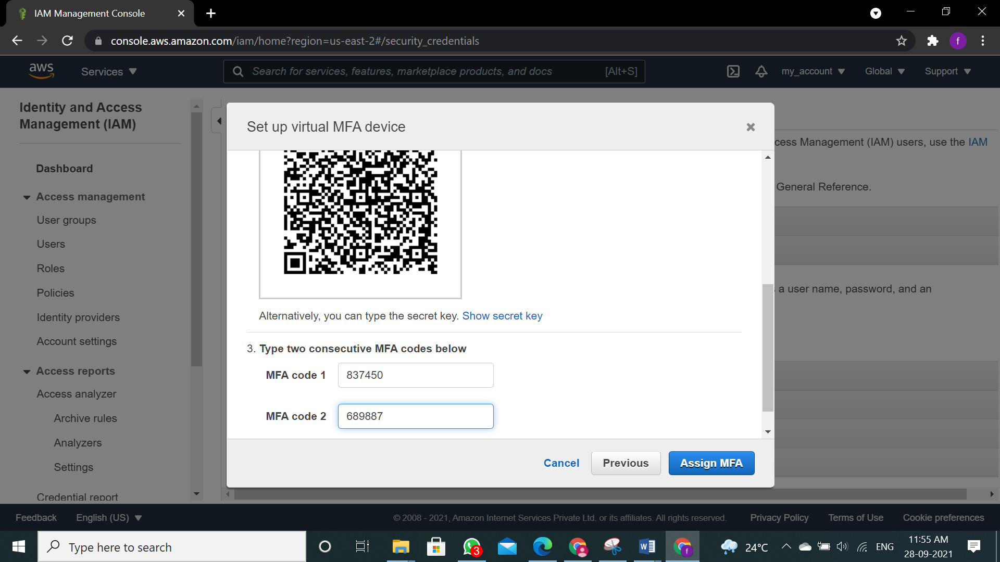 IAM Management Console
console.aws.amazon.com/iam/home?region=us-east-2#/security_credentials
f
aws
Services
Search for services, features, marketplace products, and docs
[Alt+S]
my_account
Global
Support
Identity and Access
Management (IAM)
Dashboard
Access management
User groups
Users
Roles
Policies
Identity providers
Account settings
Access reports
Access analyzer
Archive rules
Analyzers
Settings
Credential report
Set up virtual MFA device
cess Management (IAM) users, use the IAM
General Reference.
a user name, password, and an
Alternatively, you can type the secret key. Show secret key
3. Type two consecutive MFA codes below
MFA code 1
837450
MFA code 2
689887
Cancel
Previous
Assign MFA
Feedback
English (US)
© 2008 - 2021, Amazon Internet Services Private Ltd. or its affiliates. All rights reserved.
Privacy Policy
Terms of Use
Cookie preferences
Type here to search
3
W
f
24°C
ENG
11:55 AM
28-09-2021